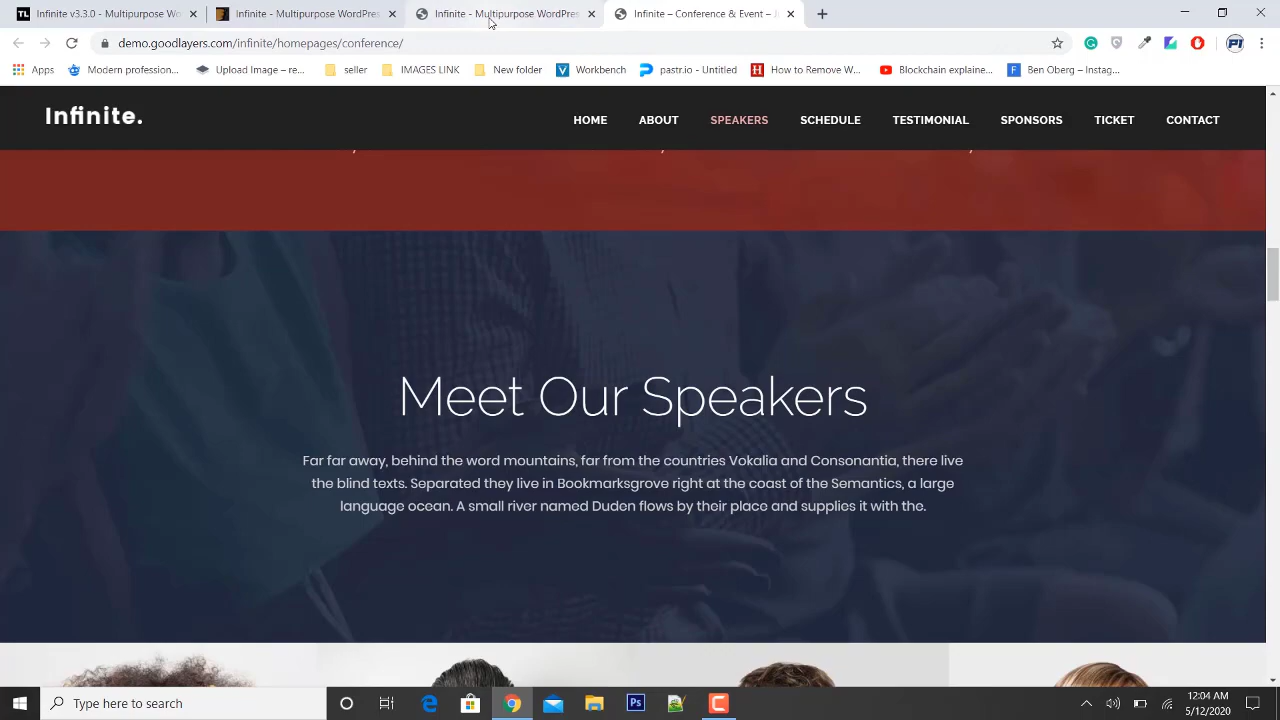 Infinite v3.3.0 - Multipurpose Wo
Infinite - Multipurpose WordPres
Infinite - Multipurpose WordPres
Infinite – Conference & Event –
demo.goodlayers.com/infinite/homepages/conference/
Apps
Modern profession...
Upload Image – re...
seller
IMAGES LINK
New folder
Workbench
pastr.io - Untitled
How to Remove W...
Blockchain explaine...
Ben Oberg – Instag...
Infinite.
HOME ABOUT SPEAKERS SCHEDULE TESTIMONIAL SPONSORS TICKET CONTACT
Meet Our Speakers
Far far away, behind the word mountains, far from the countries Vokalia and Consonantia, there live
the blind texts. Separated they live in Bookmarksgrove right at the coast of the Semantics, a large
language ocean. A small river named Duden flows by their place and supplies it with the.
Type here to search
12:04 AM
5/12/2020